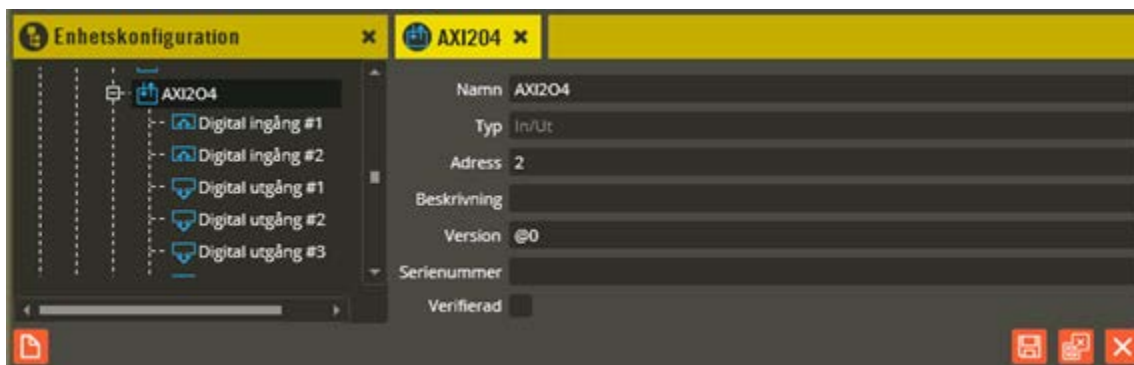 Enhetskonfiguration
AXI204
AXI2O4
Digital ingång #1
Digital ingång #2
Digital utgång #1
Digital utgång #2
Digital utgång #3
Namn AXI2O4
Typ In/Ut
Adress 2
Beskrivning
Version @0
Serienummer
Verifierad